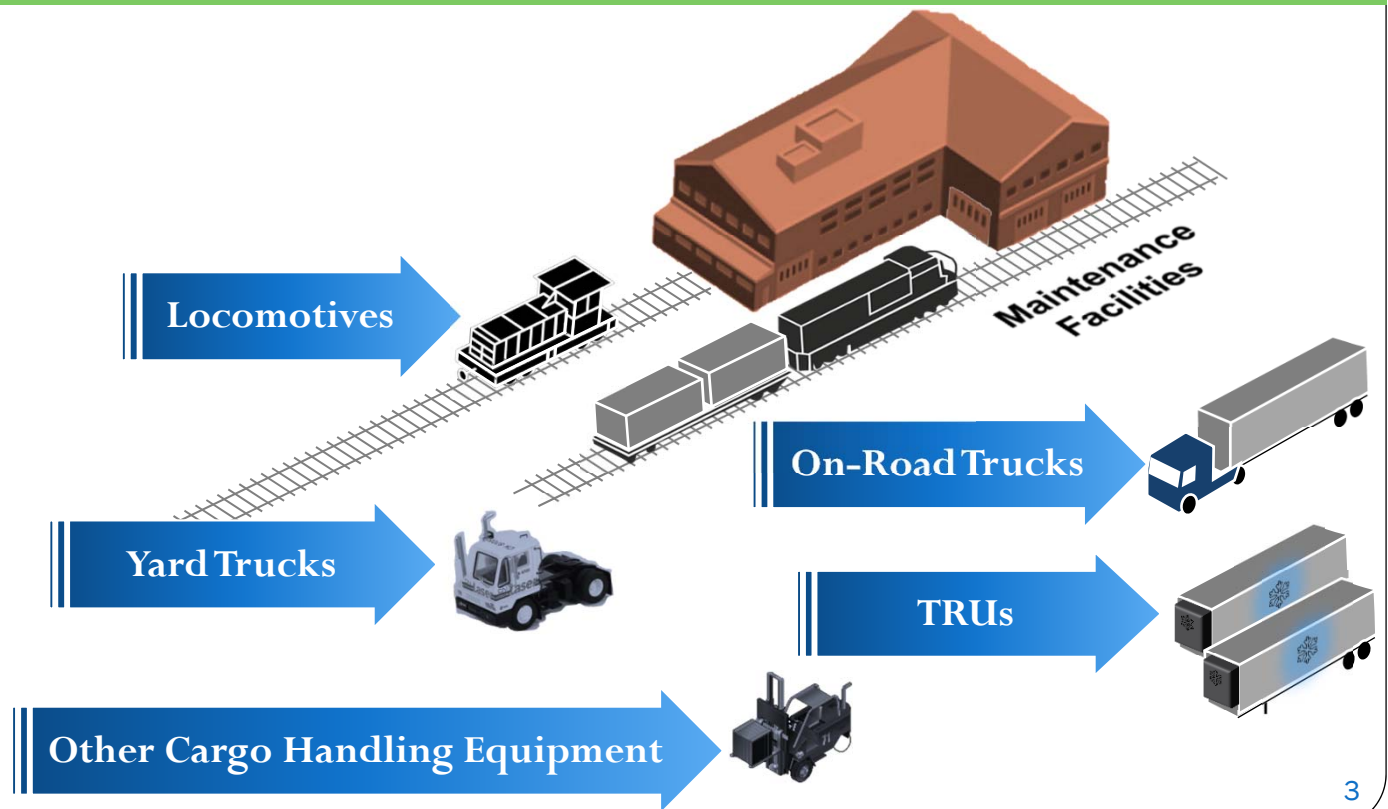 Maintenance
Facilities
Locomotives
On-Road Trucks
Yard Trucks
TRUs
Other Cargo Handling Equipment
3